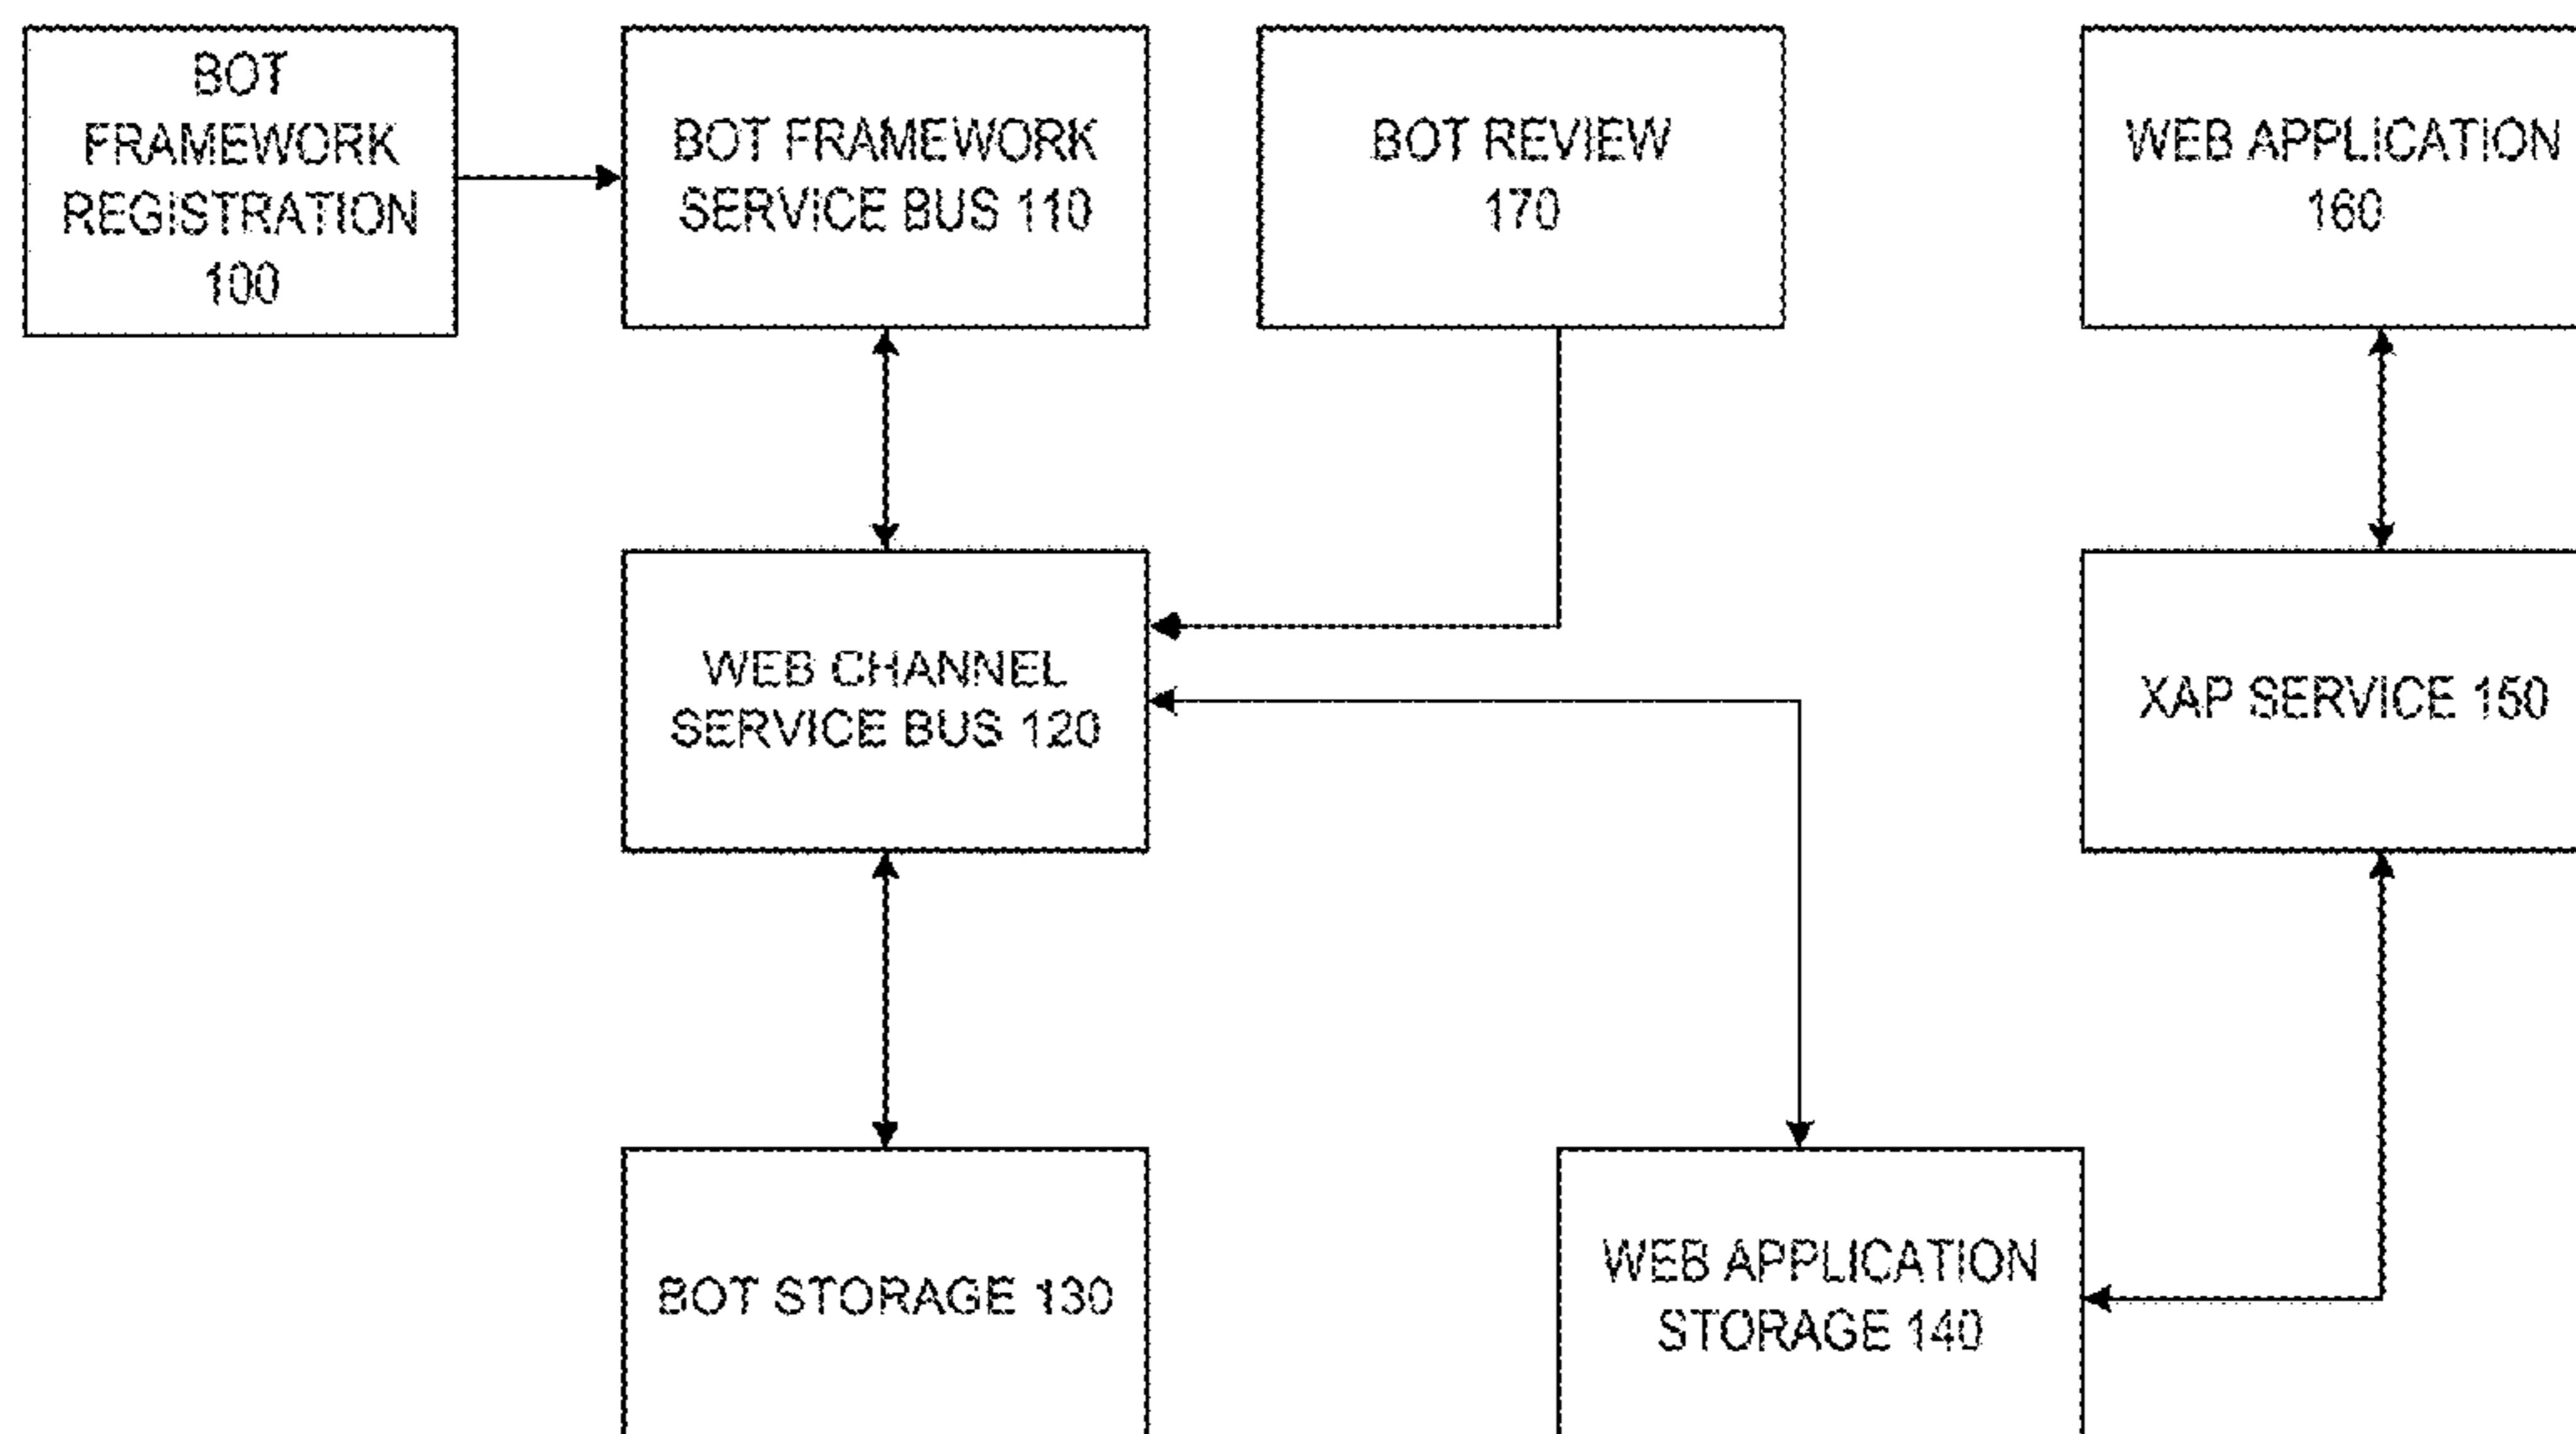 BOT
FRAMEWORK
REGISTRATION
100
BOT FRAMEWORK
SERVICE BUS 110
BOT REVIEW
170
WEB APPLICATION
160
WEB CHANNEL
SERVICE BUS 120
XAP SERVICE 150
BOT STORAGE 130
WEB APPLICATION
STORAGE 140